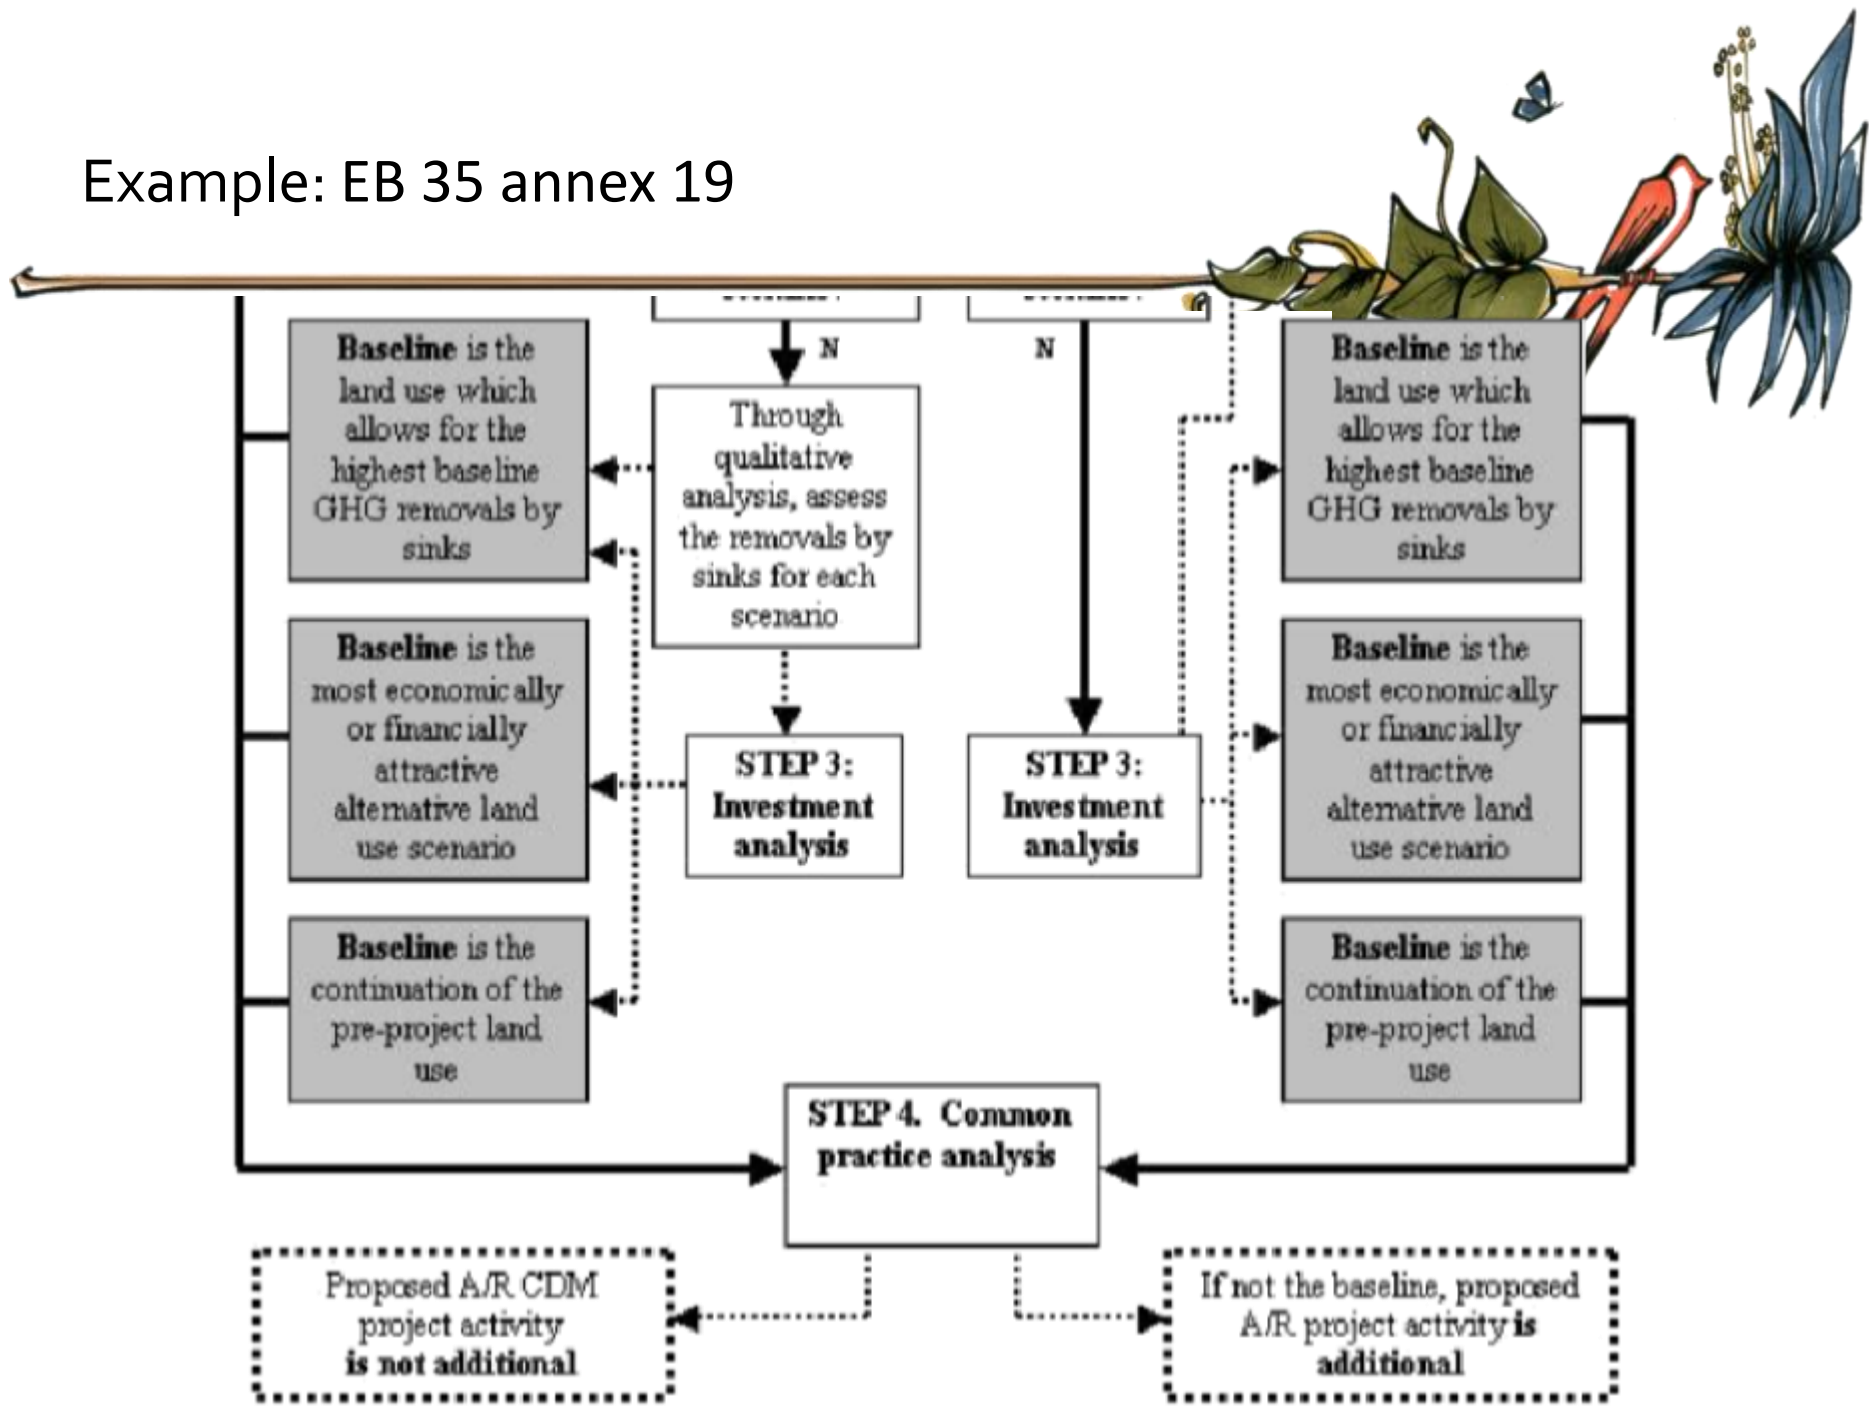 Example: EB 35 annex 19
N
N
Baseline is the
land use which
allows for the
highest baseline
GHG removals by
sinks
Through
qualitative
analysis, assess
the removals by
sinks for each
scenario
Baseline is the
land use which
allows for the
highest baseline
GHG removals by
sinks
Baseline is the
most economically
or financially
attractive
alternative land
use scenario
STEP 3:
Investment
analysis
STEP 3:
Investment
analysis
Baseline is the
most economically
or financially
attractive
alternative land
use scenario
Baseline is the
continuation of the
pre-project land
use
Baseline is the
continuation of the
pre-project land
use
STEP 4. Common
practice analysis
Proposed A/R CDM
project activity
is not additional
If not the baseline, proposed
A/R project activity is
additional